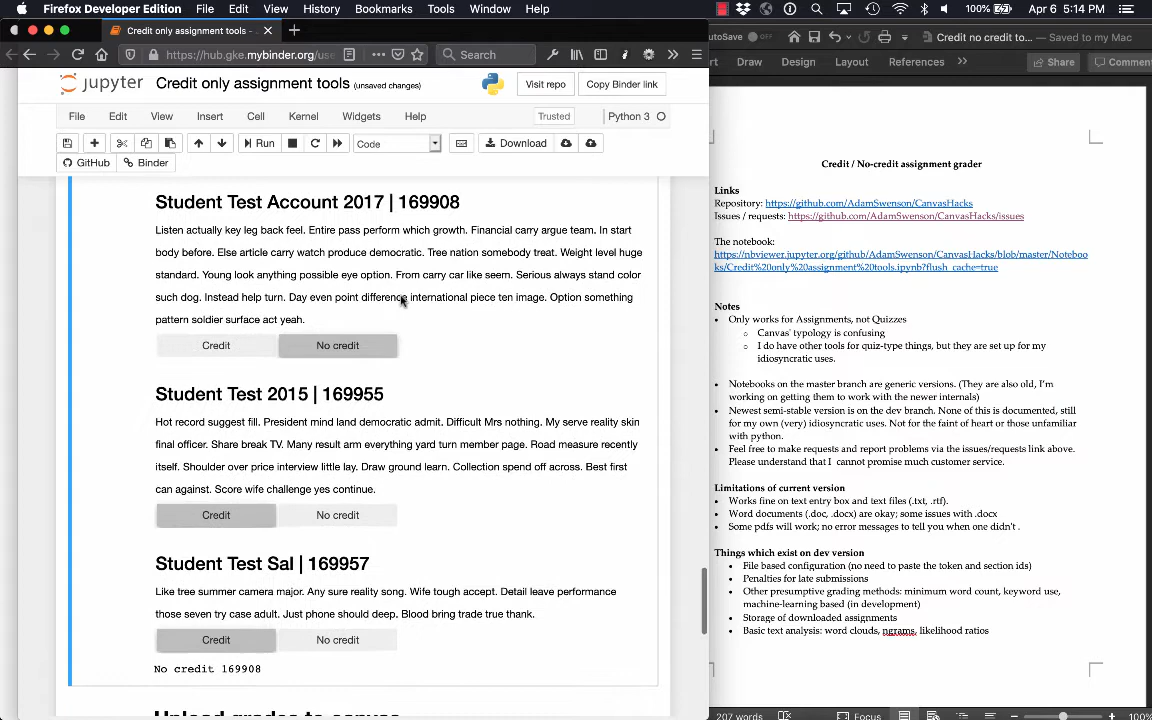 Firefox Developer Edition File Edit View History Bookmarks Tools Window Help
100% Apr 6 5:14 PM
Credit only assignment tools -
https://hub.gke.mybinder.org/use
Search
jupyter Credit only assignment tools (unsaved changes)
Visit repo Copy Binder link
File Edit View Insert Cell Kernel Widgets Help
Trusted Python 3
Run Code Download
GitHub Binder
Student Test Account 2017 | 169908
Listen actually key leg back feel. Entire pass perform which growth. Financial carry argue team. In start
body before. Else article carry watch produce democratic. Tree nation somebody treat. Weight level huge
standard. Young look anything possible eye option. From carry car like seem. Serious always stand color
such dog. Instead help turn. Day even point difference international piece ten image. Option something
pattern soldier surface act yeah.
Credit No credit
Student Test 2015 | 169955
Hot record suggest fill. President mind land democratic admit. Difficult Mrs nothing. My serve reality skin
final officer. Share break TV. Many result arm everything yard turn member page. Road measure recently
itself. Shoulder over price interview little lay. Draw ground learn. Collection spend off across. Best first
can against. Score wife challenge yes continue.
Credit No credit
Student Test Sal | 169957
Like tree summer camera major. Any sure reality song. Wife tough accept. Detail leave performance
those seven try case adult. Just phone should deep. Blood bring trade true thank.
Credit No credit
No credit 169908
Upload grades to canvas
AutoSave OFF Credit no credit to... — Saved to my Mac
Draw Design Layout References Share Comments
Credit / No-credit assignment grader
Links
Repository: https://github.com/AdamSwenson/CanvasHacks
Issues / requests: https://github.com/AdamSwenson/CanvasHacks/issues
The notebook:
https://nbviewer.jupyter.org/github/AdamSwenson/CanvasHacks/blob/master/Noteboo
ks/Credit%20only%20assignment%20tools.ipynb?flush_cache=true
Notes
• Only works for Assignments, not Quizzes
o Canvas' typology is confusing
o I do have other tools for quiz-type things, but they are set up for my
idiosyncratic uses.
• Notebooks on the master branch are generic versions. (They are also old, I'm
working on getting them to work with the newer internals)
• Newest semi-stable version is on the dev branch. None of this is documented, still
for my own (very) idiosyncratic uses. Not for the faint of heart or those unfamiliar
with python.
• Feel free to make requests and report problems via the issues/requests link above.
Please understand that I cannot promise much customer service.
Limitations of current version
• Works fine on text entry box and text files (.txt, .rtf).
• Word documents (.doc, .docx) are okay; some issues with .docx
• Some pdfs will work; no error messages to tell you when one didn't .
Things which exist on dev version
• File based configuration (no need to paste the token and section ids)
• Penalties for late submissions
• Other presumptive grading methods: minimum word count, keyword use,
machine-learning based (in development)
• Storage of downloaded assignments
• Basic text analysis: word clouds, ngrams, likelihood ratios
207 words Focus 100%